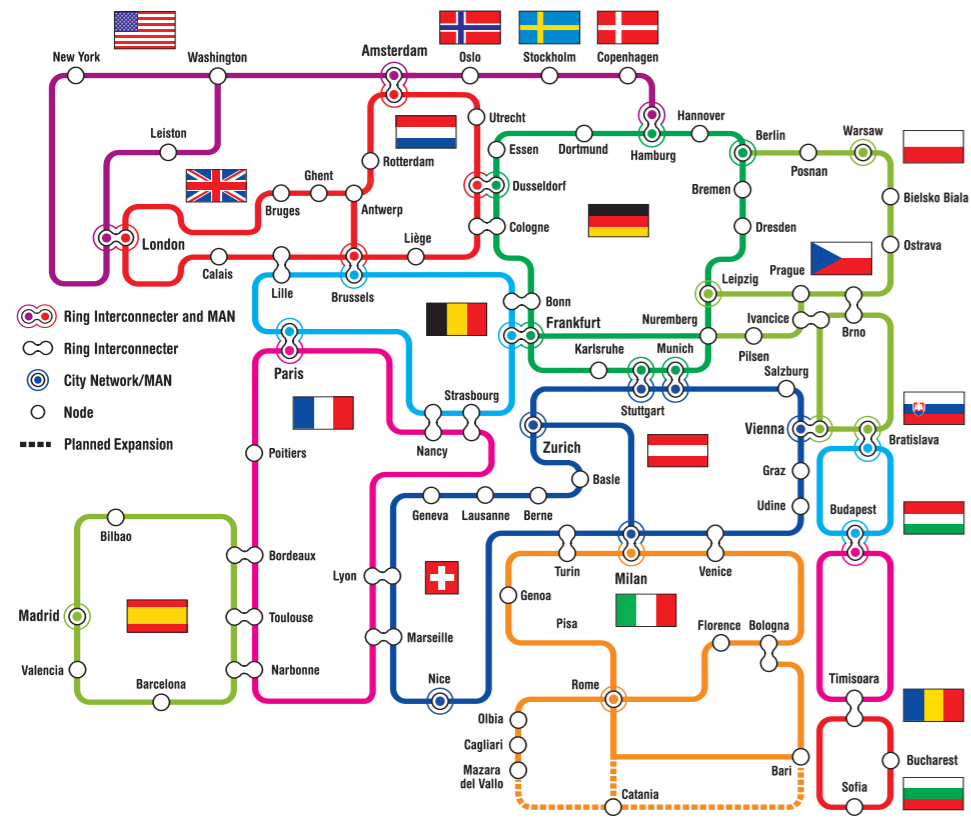 New York
Washington
Amsterdam
Oslo
Stockholm
Copenhagen
Leiston
Utrecht
Essen
Dortmund
Hamburg
Hannover
Berlin
Warsaw
Posnan
Rotterdam
Dusseldorf
Bremen
Bielsko Biala
Bruges
Ghent
Antwerp
Cologne
Dresden
Ostrava
London
Calais
Lille
Brussels
Liège
Leipzig
Prague
Bonn
Frankfurt
Nuremberg
Ivancice
Brno
Pilsen
Ring Interconnecter and MAN
Ring Interconnecter
City Network/MAN
Node
Planned Expansion
Paris
Karlsruhe
Munich
Stuttgart
Salzburg
Strasbourg
Nancy
Zurich
Vienna
Bratislava
Poitiers
Basle
Graz
Geneva
Lausanne
Berne
Udine
Budapest
Bilbao
Bordeaux
Turin
Milan
Venice
Lyon
Genoa
Madrid
Toulouse
Pisa
Florence
Bologna
Marseille
Valencia
Barcelona
Narbonne
Nice
Rome
Timisoara
Olbia
Cagliari
Mazara
del Vallo
Catania
Bari
Bucharest
Sofia